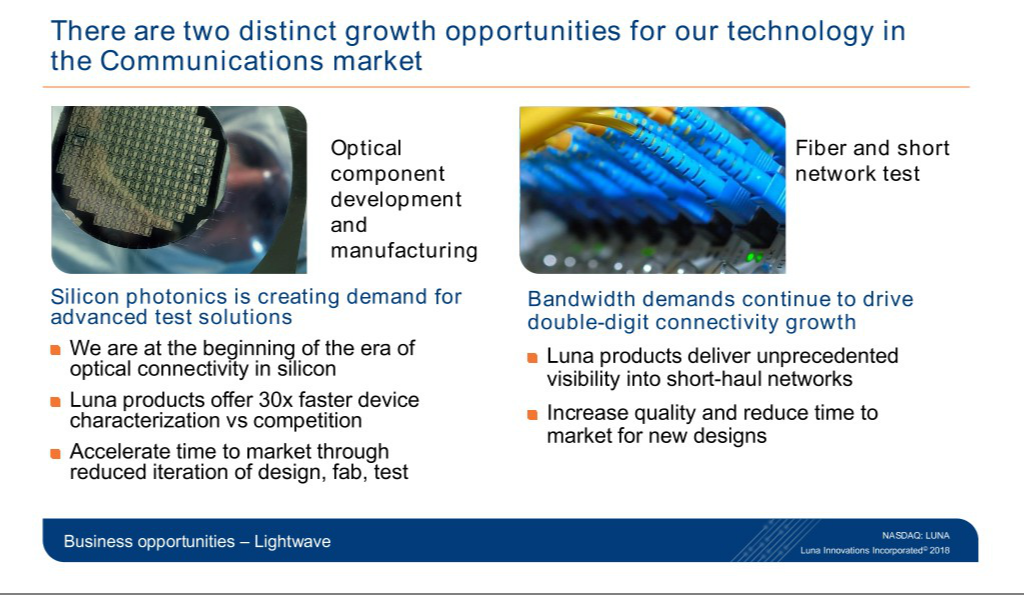 There are two distinct growth opportunities for our technology in
the Communications market
Optical
component
development
and
manufacturing
Silicon photonics is creating demand for
advanced test solutions
We are at the beginning of the era of
optical connectivity in silicon
Luna products offer 30x faster device
characterization vs competition
Accelerate time to market through
reduced iteration of design, fab, test
Fiber and short
network test
Bandwidth demands continue to drive
double-digit connectivity growth
Luna products deliver unprecedented
visibility into short-haul networks
Increase quality and reduce time to
market for new designs
Business opportunities – Lightwave
NASDAQ: LUNA
Luna Innovations Incorporated© 2018